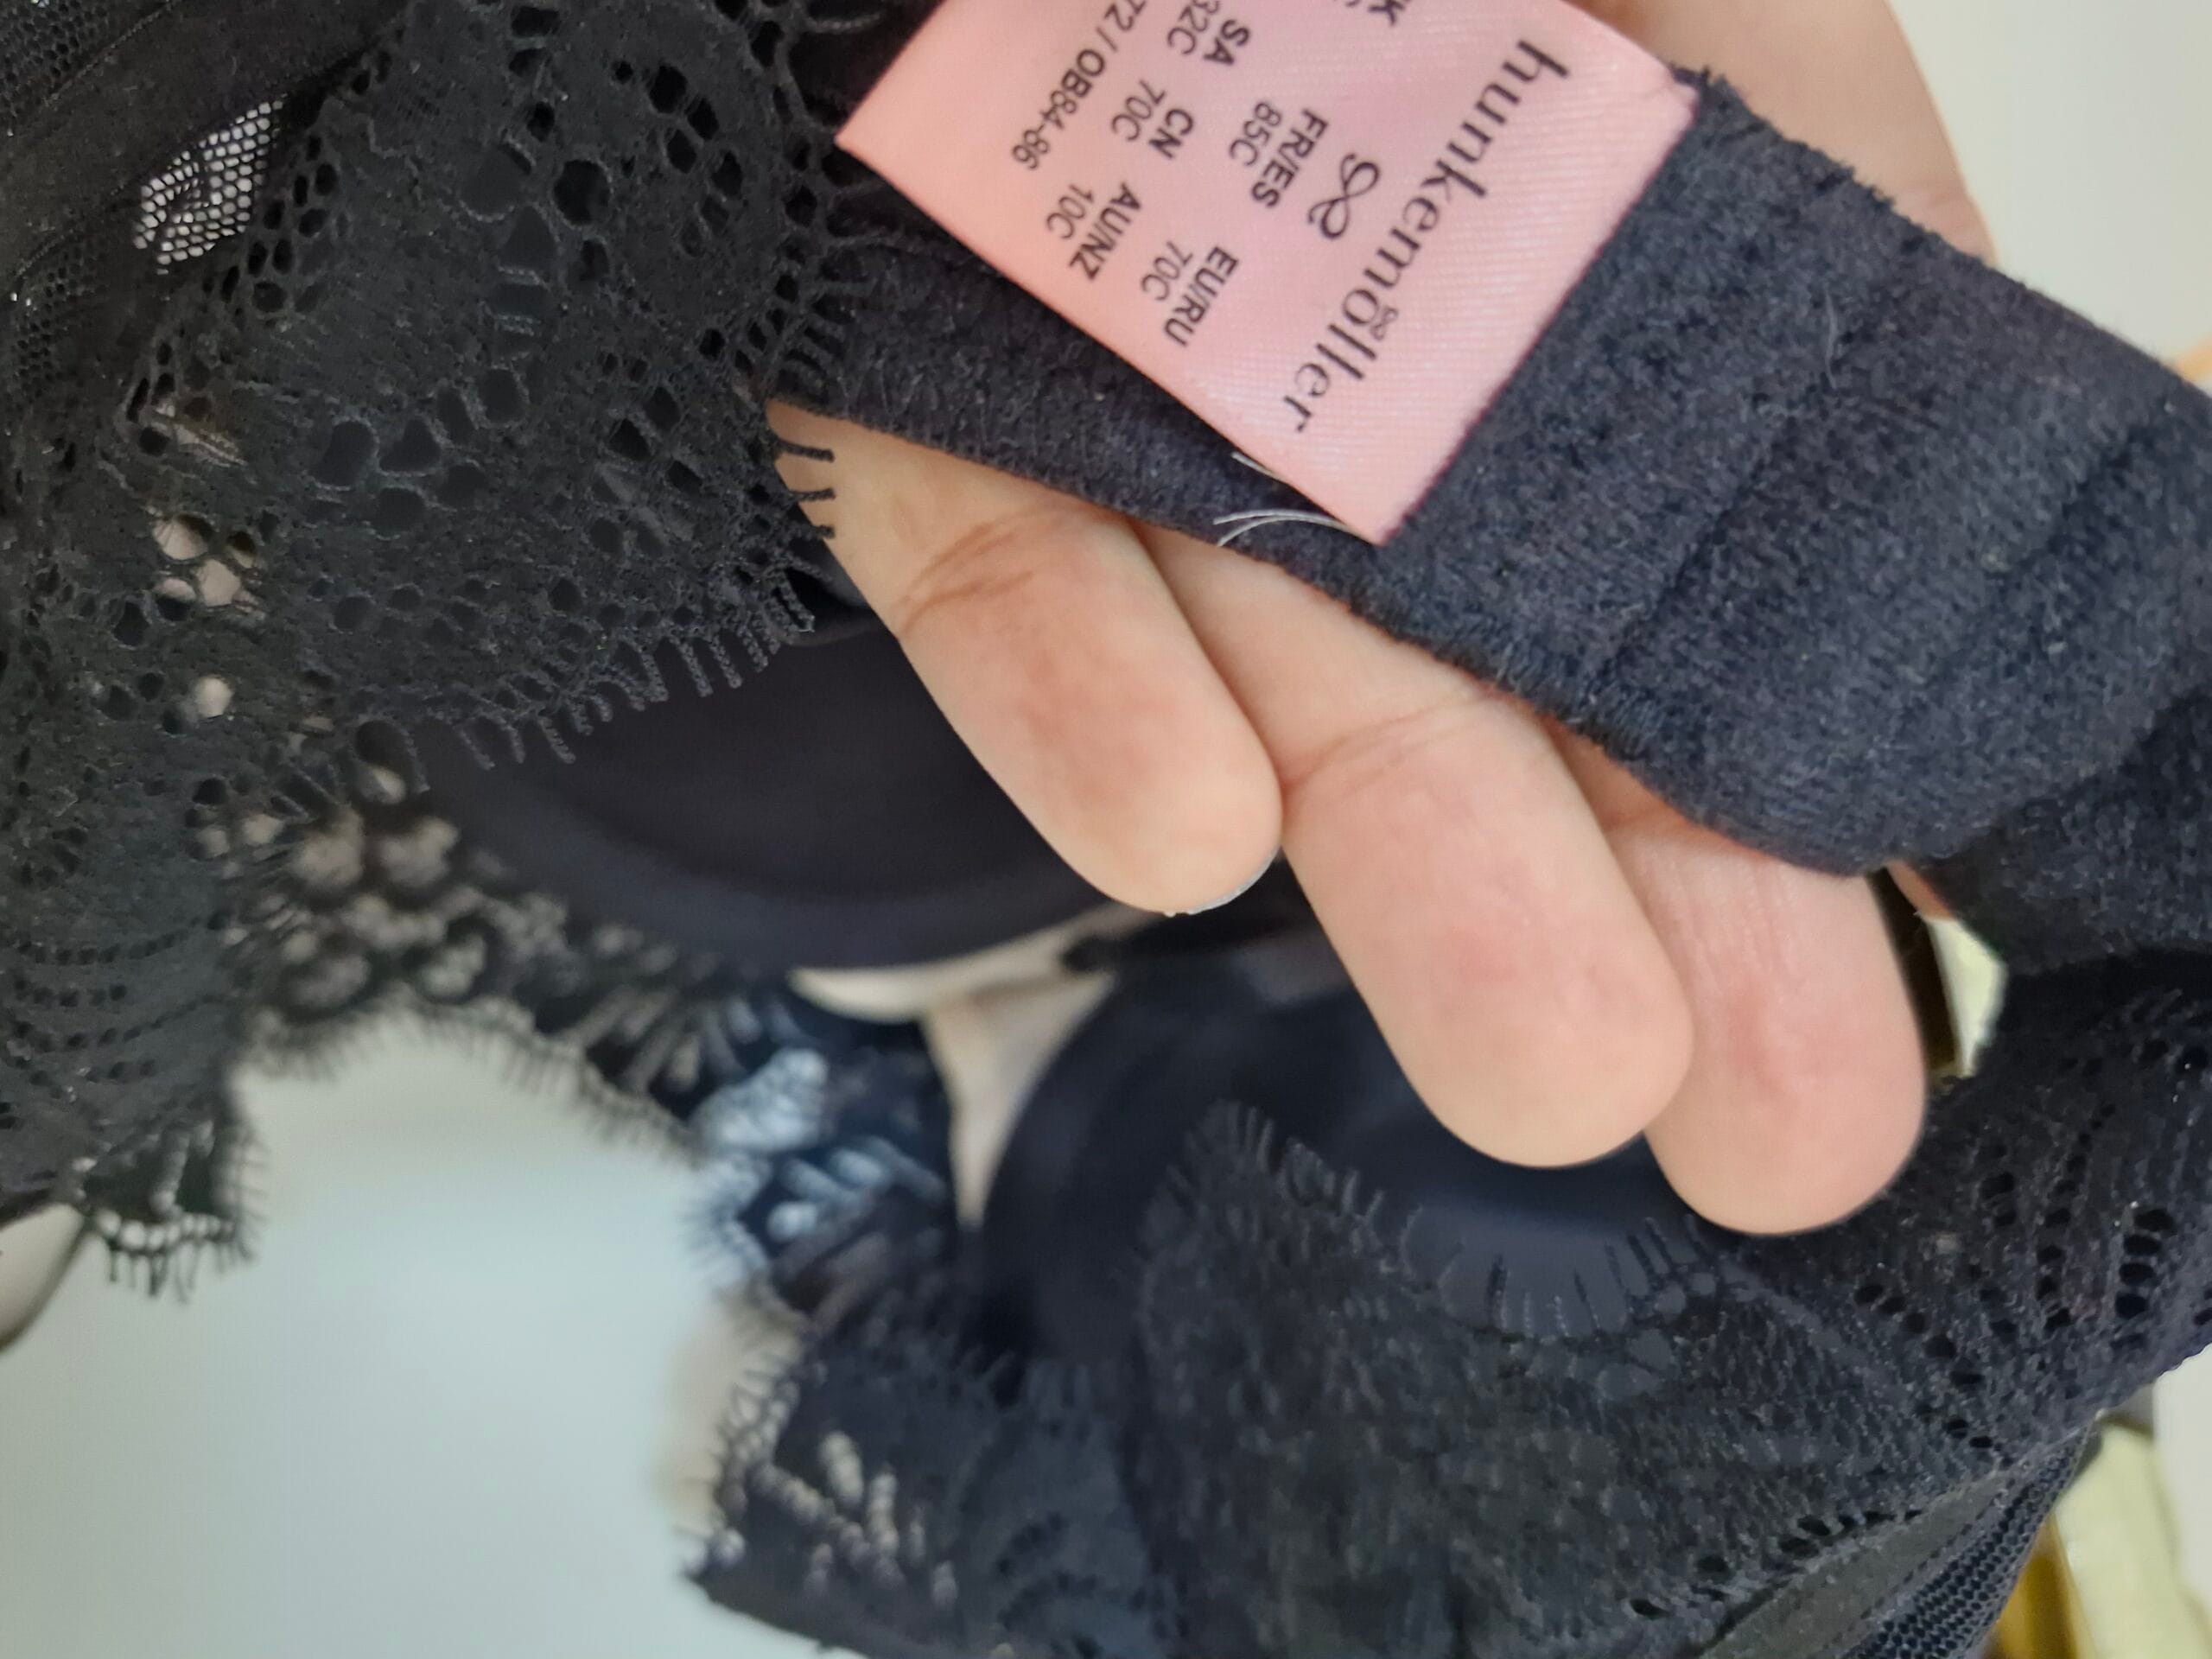 hunkemöller
FR/ES EU/RU
85C 70C
SA CN AU/NZ
32C 70C 10C
72 / OB84-86